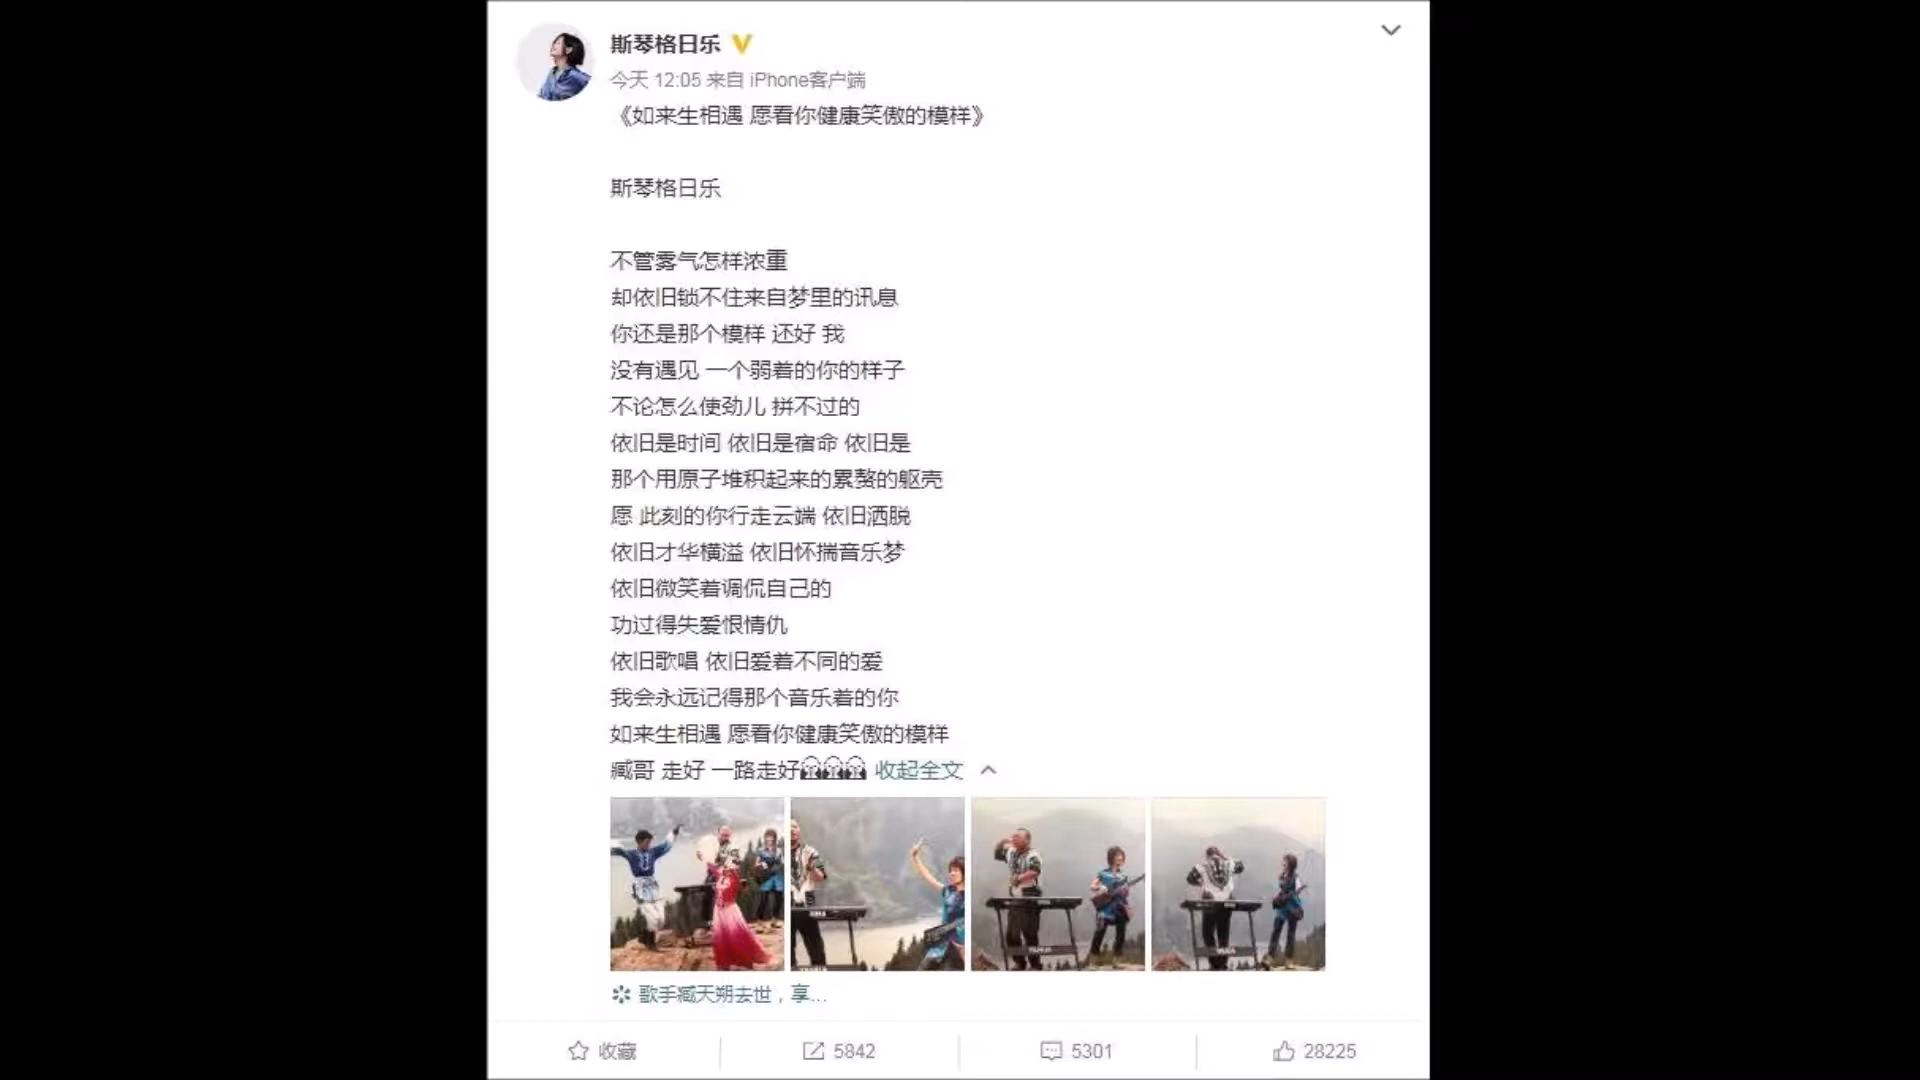 斯琴格日乐
今天 12:05 来自 iPhone客户端
《如来生相遇 愿看你健康笑傲的模样》
斯琴格日乐
不管雾气怎样浓重
却依旧锁不住来自梦里的讯息
你还是那个模样 还好 我
没有遇见 一个弱着的你的样子
不论怎么使劲儿 拼不过的
依旧是时间 依旧是宿命 依旧是
那个用原子堆积起来的累赘的躯壳
愿 此刻的你行走云端 依旧洒脱
依旧才华横溢 依旧怀揣音乐梦
依旧微笑着调侃自己的
功过得失爱恨情仇
依旧歌唱 依旧爱着不同的爱
我会永远记得那个音乐着的你
如来生相遇 愿看你健康笑傲的模样
臧哥 走好 一路走好 收起全文
歌手臧天朔去世，享...
收藏 5842 5301 28225